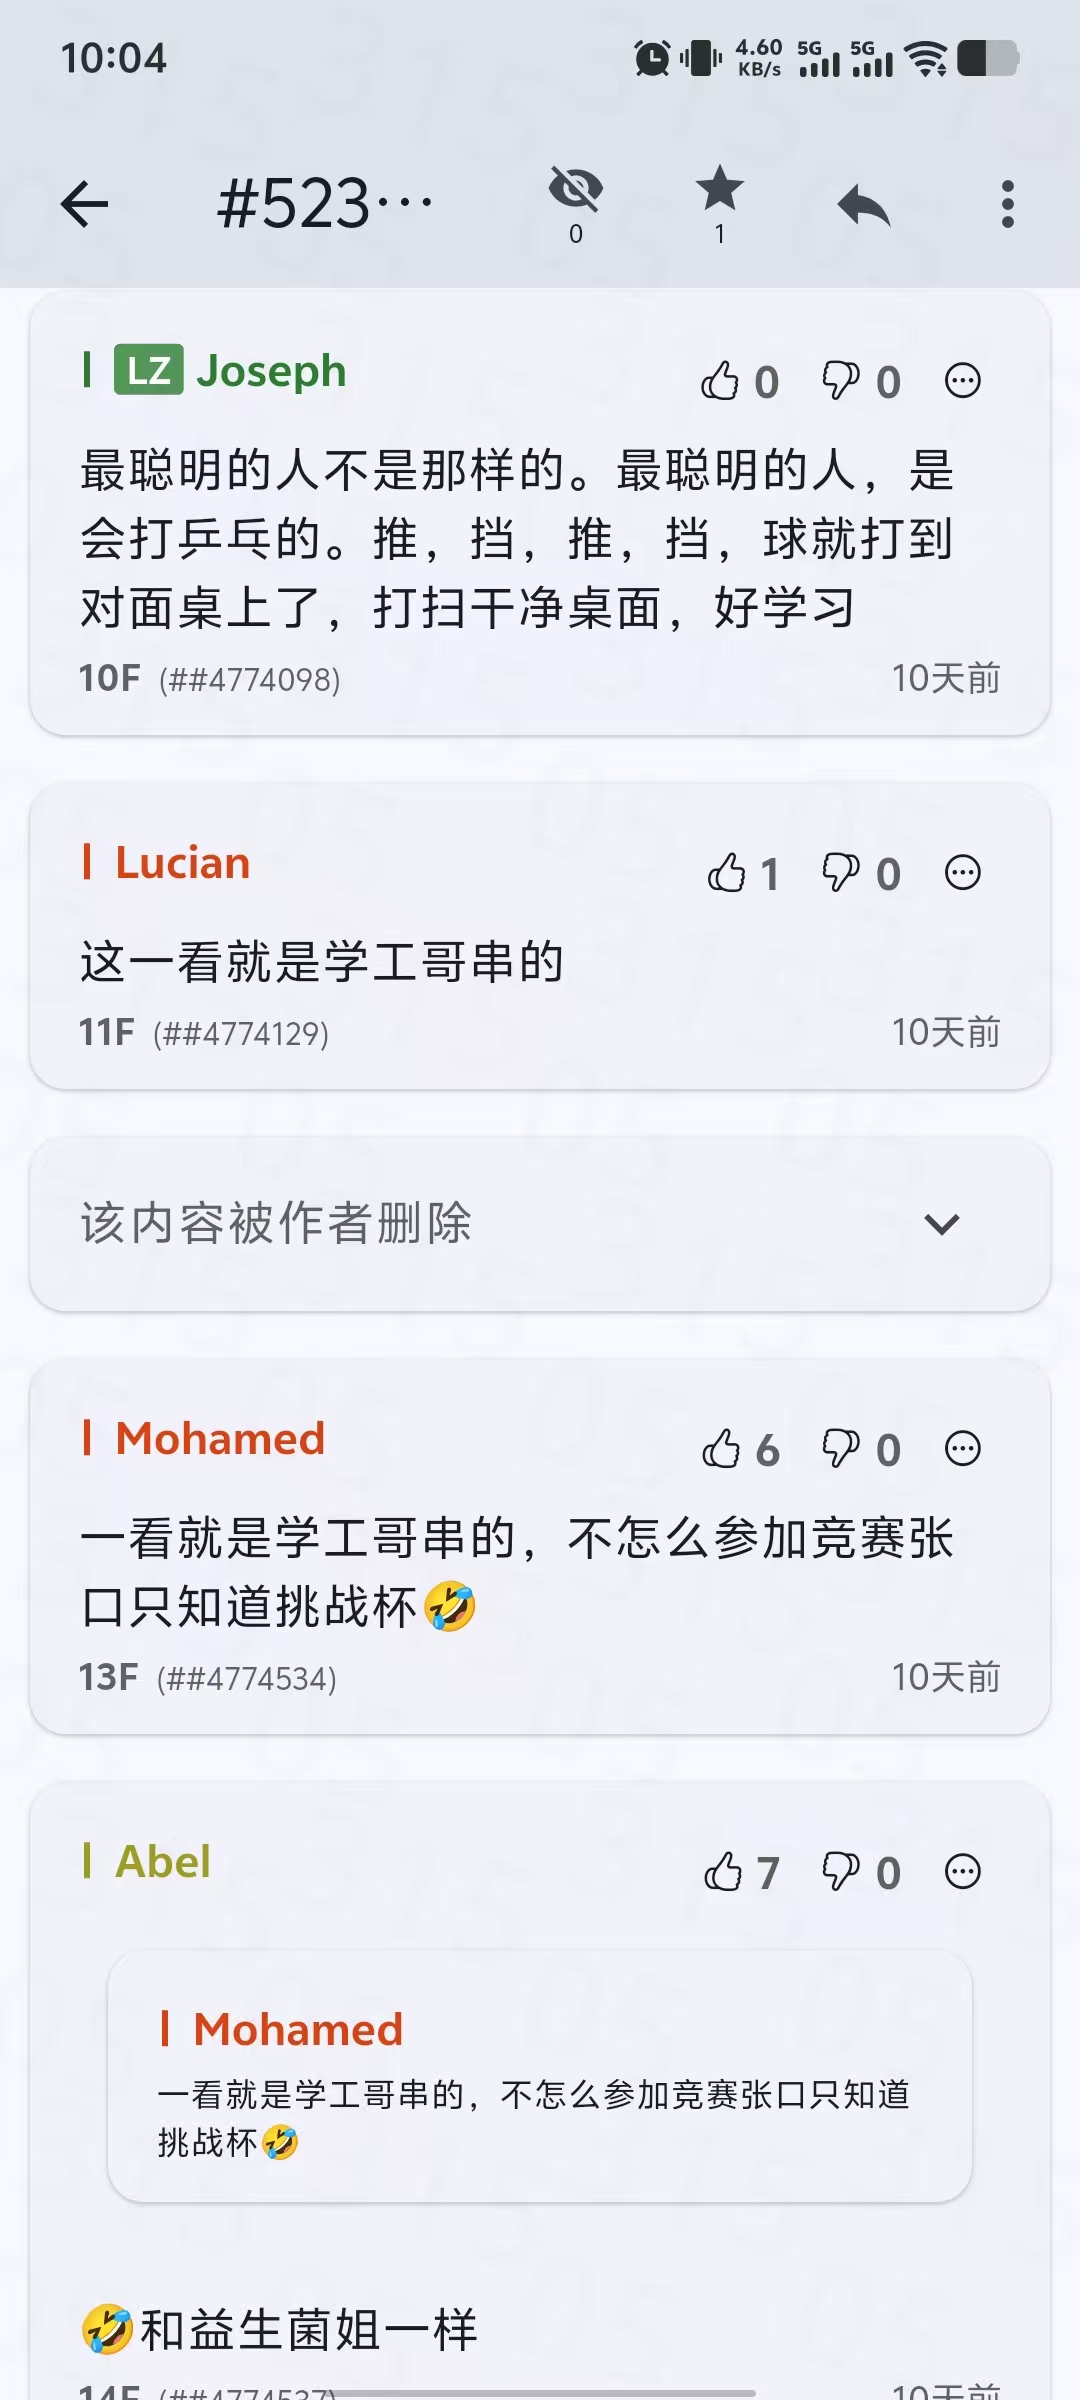 10:04
4.60 KB/s 5G 5G
#523···
0
1
LZ Joseph
0 0
最聪明的人不是那样的。最聪明的人，是
会打乒乓的。推，挡，推，挡，球就打到
对面桌上了，打扫干净桌面，好学习
10F (##4774098) 10天前
Lucian
1 0
这一看就是学工哥串的
11F (##4774129) 10天前
该内容被作者删除
Mohamed
6 0
一看就是学工哥串的，不怎么参加竞赛张
口只知道挑战杯🤣
13F (##4774534) 10天前
Abel
7 0
Mohamed
一看就是学工哥串的，不怎么参加竞赛张口只知道
挑战杯🤣
🤣和益生菌姐一样
14F (##4774537) 10天前